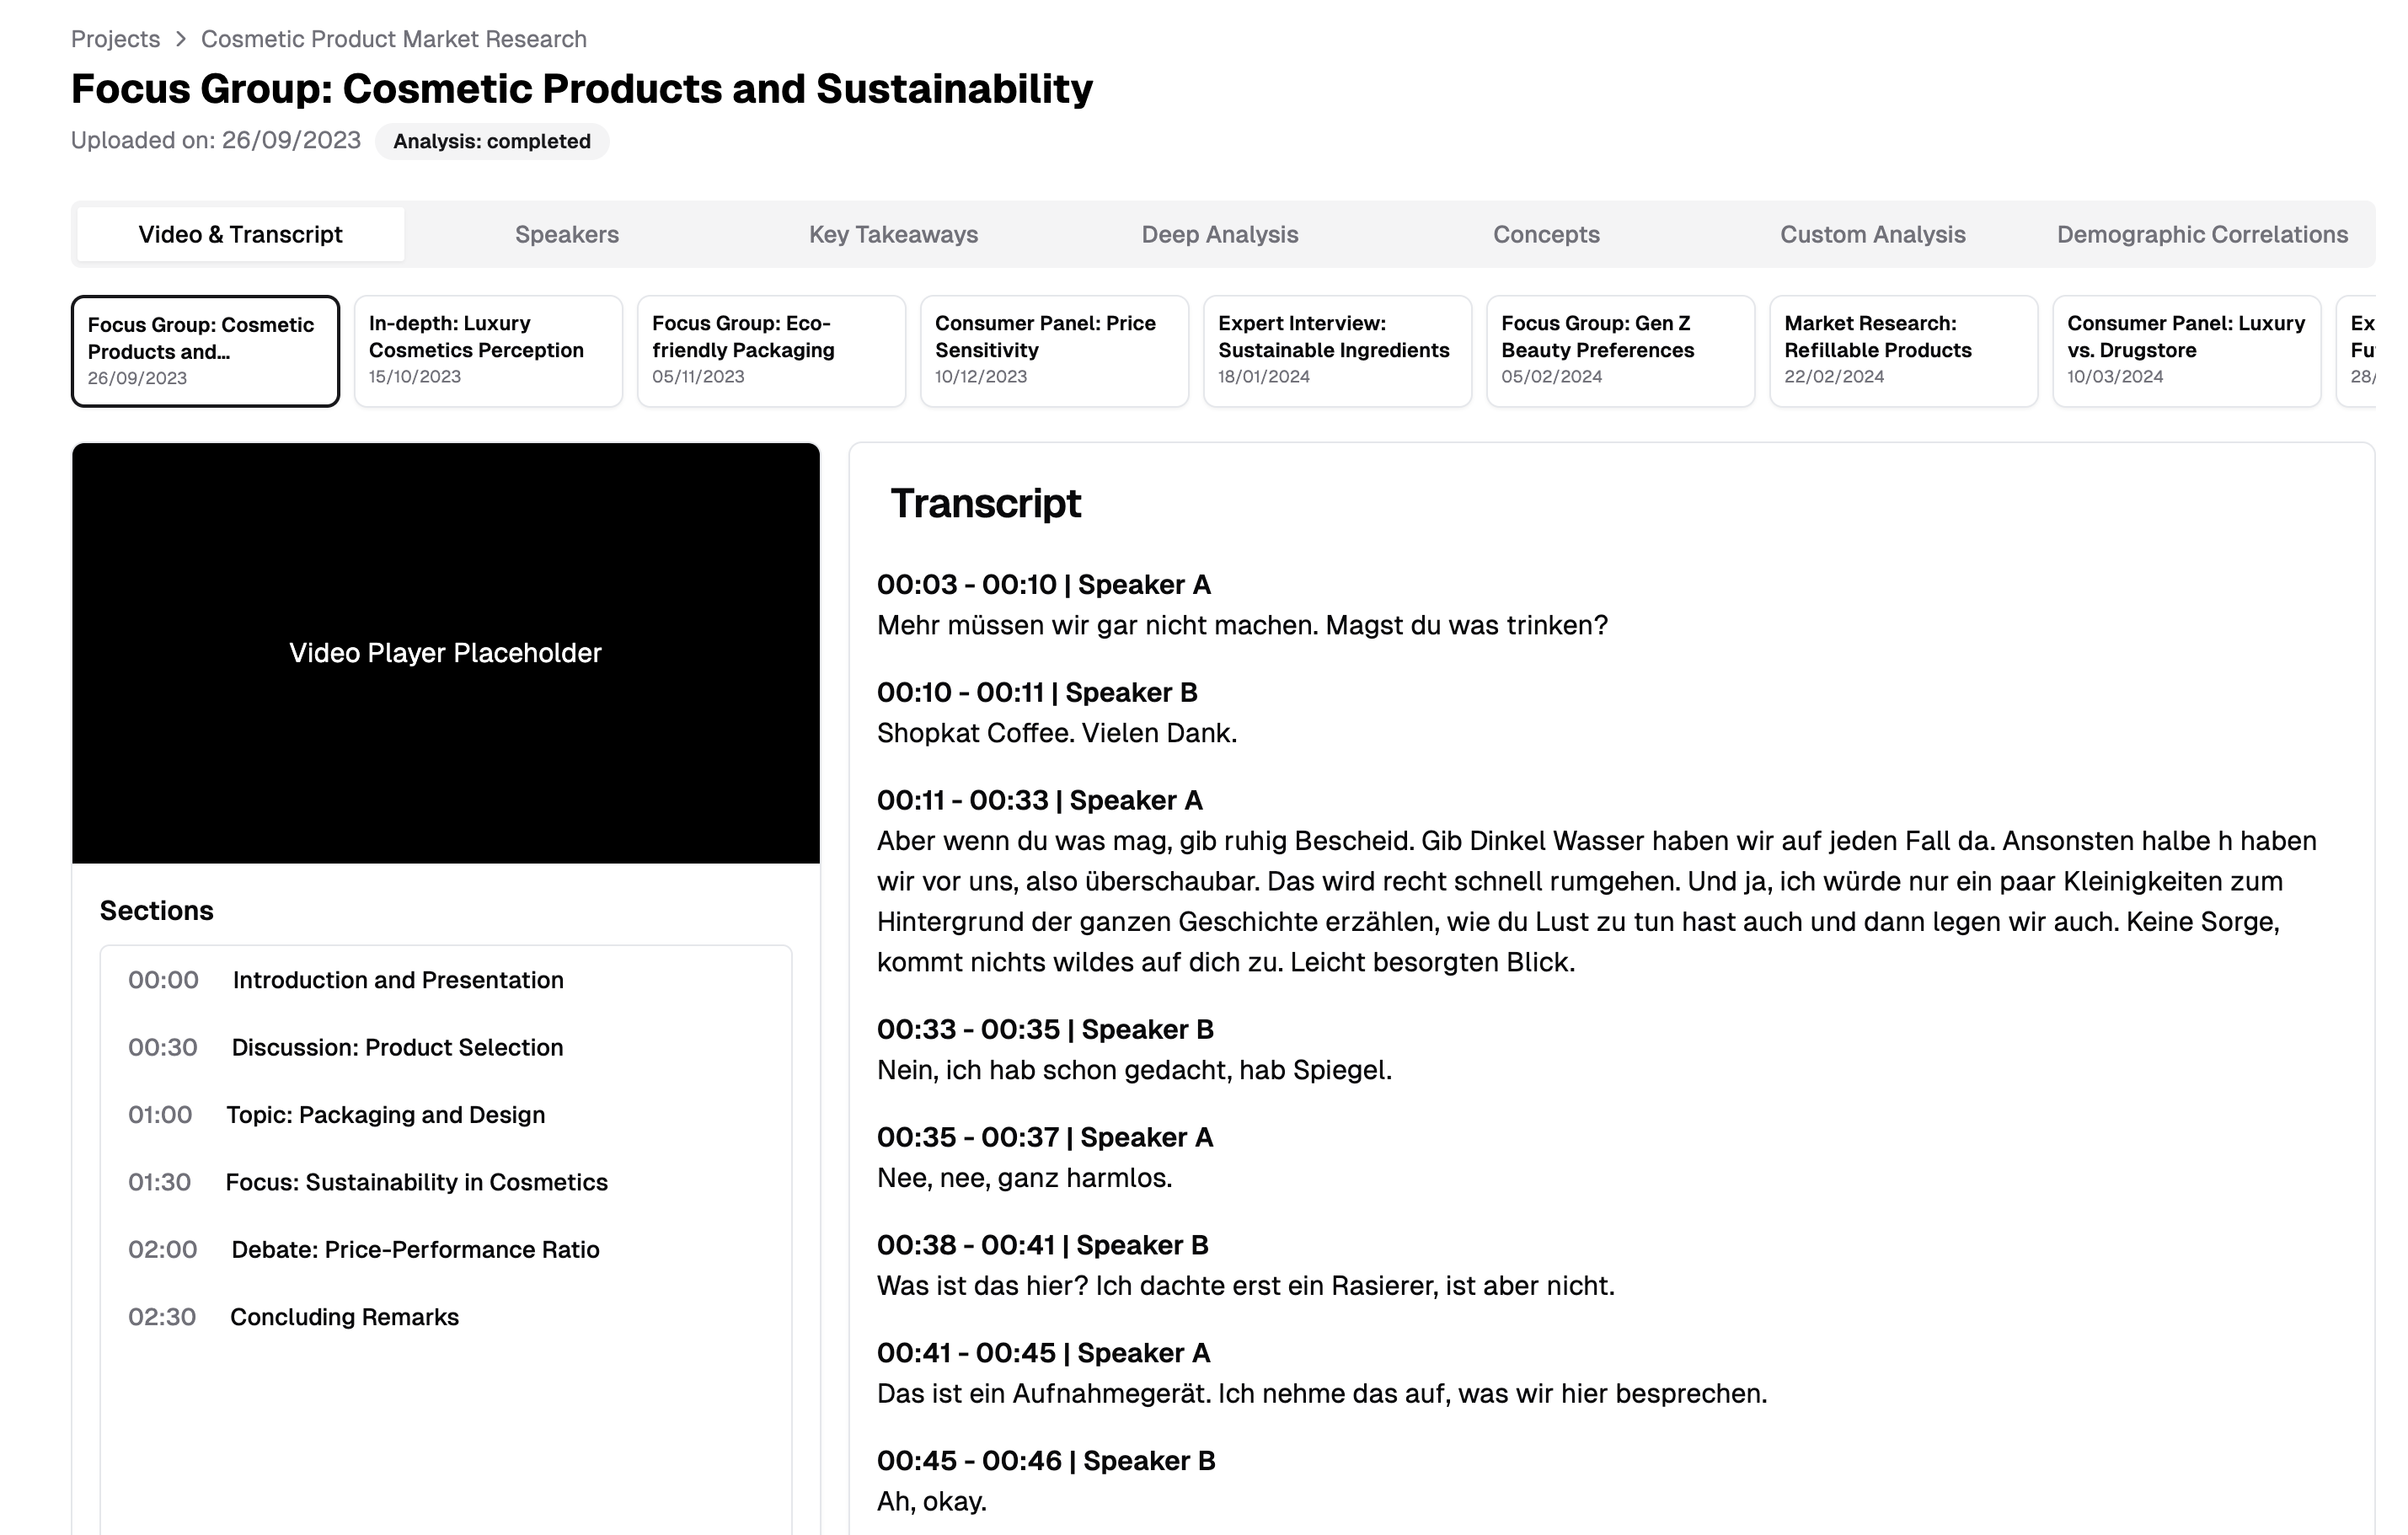 Projects > Cosmetic Product Market Research
Focus Group: Cosmetic Products and Sustainability
Uploaded on: 26/09/2023 Analysis: completed
Video & Transcript Speakers Key Takeaways Deep Analysis Concepts Custom Analysis Demographic Correlations
Focus Group: Cosmetic
Products and...
26/09/2023
In-depth: Luxury
Cosmetics Perception
15/10/2023
Focus Group: Eco-
friendly Packaging
05/11/2023
Consumer Panel: Price
Sensitivity
10/12/2023
Expert Interview:
Sustainable Ingredients
18/01/2024
Focus Group: Gen Z
Beauty Preferences
05/02/2024
Market Research:
Refillable Products
22/02/2024
Consumer Panel: Luxury
vs. Drugstore
10/03/2024
Ex
Fu
28/
Video Player Placeholder
Sections
00:00 Introduction and Presentation
00:30 Discussion: Product Selection
01:00 Topic: Packaging and Design
01:30 Focus: Sustainability in Cosmetics
02:00 Debate: Price-Performance Ratio
02:30 Concluding Remarks
Transcript
00:03 - 00:10 | Speaker A
Mehr müssen wir gar nicht machen. Magst du was trinken?
00:10 - 00:11 | Speaker B
Shopkat Coffee. Vielen Dank.
00:11 - 00:33 | Speaker A
Aber wenn du was mag, gib ruhig Bescheid. Gib Dinkel Wasser haben wir auf jeden Fall da. Ansonsten halbe h haben
wir vor uns, also überschaubar. Das wird recht schnell rumgehen. Und ja, ich würde nur ein paar Kleinigkeiten zum
Hintergrund der ganzen Geschichte erzählen, wie du Lust zu tun hast auch und dann legen wir auch. Keine Sorge,
kommt nichts wildes auf dich zu. Leicht besorgten Blick.
00:33 - 00:35 | Speaker B
Nein, ich hab schon gedacht, hab Spiegel.
00:35 - 00:37 | Speaker A
Nee, nee, ganz harmlos.
00:38 - 00:41 | Speaker B
Was ist das hier? Ich dachte erst ein Rasierer, ist aber nicht.
00:41 - 00:45 | Speaker A
Das ist ein Aufnahmegerät. Ich nehme das auf, was wir hier besprechen.
00:45 - 00:46 | Speaker B
Ah, okay.